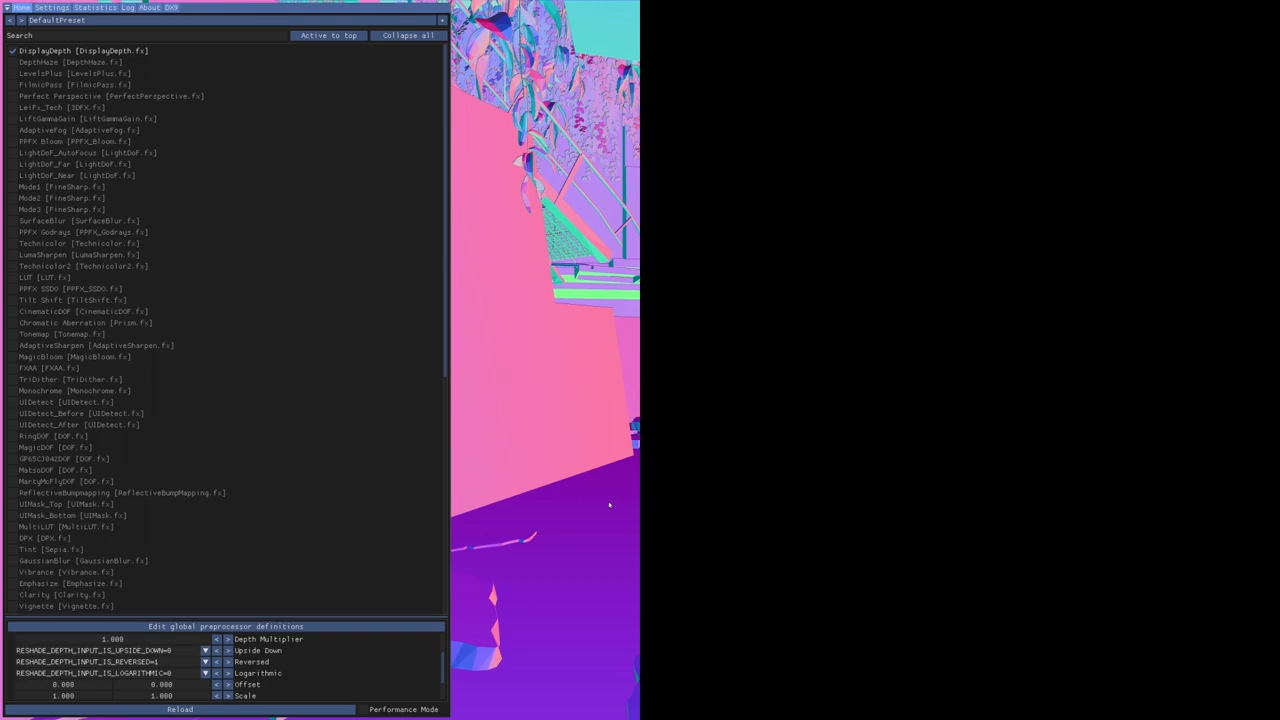 Home Settings Statistics Log About DX9
< > DefaultPreset +
Search Active to top Collapse all
DisplayDepth [DisplayDepth.fx]
DepthHaze [DepthHaze.fx]
LevelsPlus [LevelsPlus.fx]
FilmicPass [FilmicPass.fx]
Perfect Perspective [PerfectPerspective.fx]
LeiFx_Tech [3DFX.fx]
LiftGammaGain [LiftGammaGain.fx]
AdaptiveFog [AdaptiveFog.fx]
PPFX Bloom [PPFX_Bloom.fx]
LightDoF_AutoFocus [LightDoF.fx]
LightDoF_Far [LightDoF.fx]
LightDoF_Near [LightDoF.fx]
Mode1 [FineSharp.fx]
Mode2 [FineSharp.fx]
Mode3 [FineSharp.fx]
SurfaceBlur [SurfaceBlur.fx]
PPFX Godrays [PPFX_Godrays.fx]
Technicolor [Technicolor.fx]
LumaSharpen [LumaSharpen.fx]
Technicolor2 [Technicolor2.fx]
LUT [LUT.fx]
PPFX SSDO [PPFX_SSDO.fx]
Tilt Shift [TiltShift.fx]
CinematicDOF [CinematicDOF.fx]
Chromatic Aberration [Prism.fx]
Tonemap [Tonemap.fx]
AdaptiveSharpen [AdaptiveSharpen.fx]
MagicBloom [MagicBloom.fx]
FXAA [FXAA.fx]
TriDither [TriDither.fx]
Monochrome [Monochrome.fx]
UIDetect [UIDetect.fx]
UIDetect_Before [UIDetect.fx]
UIDetect_After [UIDetect.fx]
RingDOF [DOF.fx]
MagicDOF [DOF.fx]
GP65CJ042DOF [DOF.fx]
MatsoDOF [DOF.fx]
MartyMcFlyDOF [DOF.fx]
ReflectiveBumpmapping [ReflectiveBumpMapping.fx]
UIMask_Top [UIMask.fx]
UIMask_Bottom [UIMask.fx]
MultiLUT [MultiLUT.fx]
DPX [DPX.fx]
Tint [Sepia.fx]
GaussianBlur [GaussianBlur.fx]
Vibrance [Vibrance.fx]
Emphasize [Emphasize.fx]
Clarity [Clarity.fx]
Vignette [Vignette.fx]
Edit global preprocessor definitions
1.000 < > Depth Multiplier
RESHADE_DEPTH_INPUT_IS_UPSIDE_DOWN=0 < > Upside Down
RESHADE_DEPTH_INPUT_IS_REVERSED=1 < > Reversed
RESHADE_DEPTH_INPUT_IS_LOGARITHMIC=0 < > Logarithmic
0.000 0.000 < > Offset
1.000 1.000 < > Scale
Reload Performance Mode